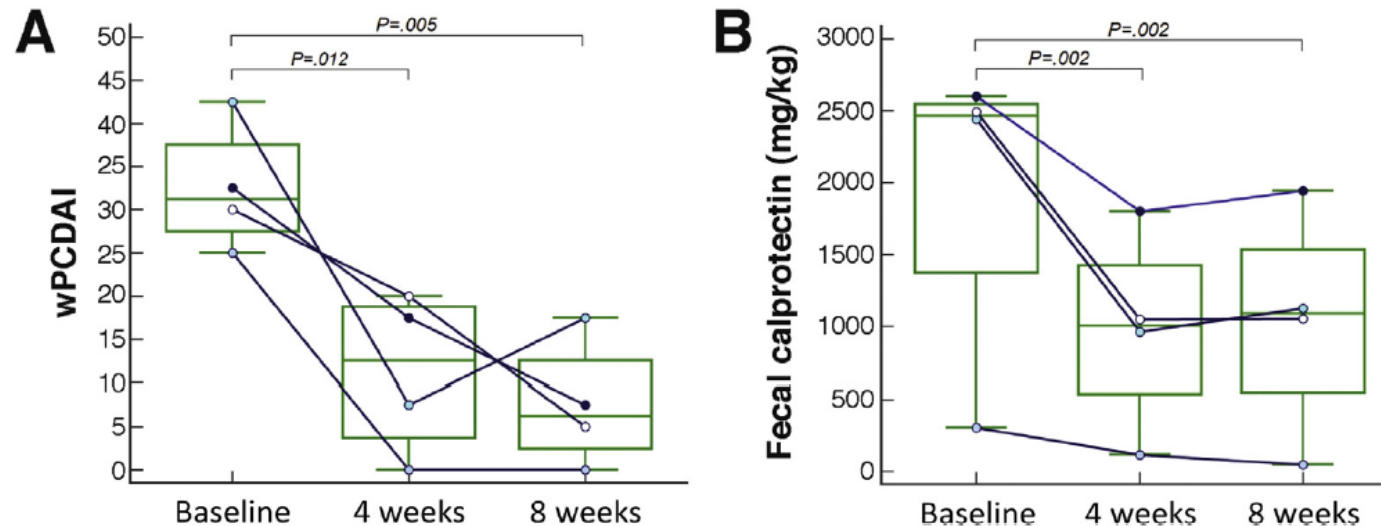 A
P=.005
P=.012
wPCDAI
50
45
40
25
30
25
20
15
10
5
0
Baseline
4 weeks
8 weeks
B
P=.002
P=.002
Fecal calprotectin (mg/kg)
3000
2500
2000
1500
1000
500
0
Baseline
4 weeks
8 weeks